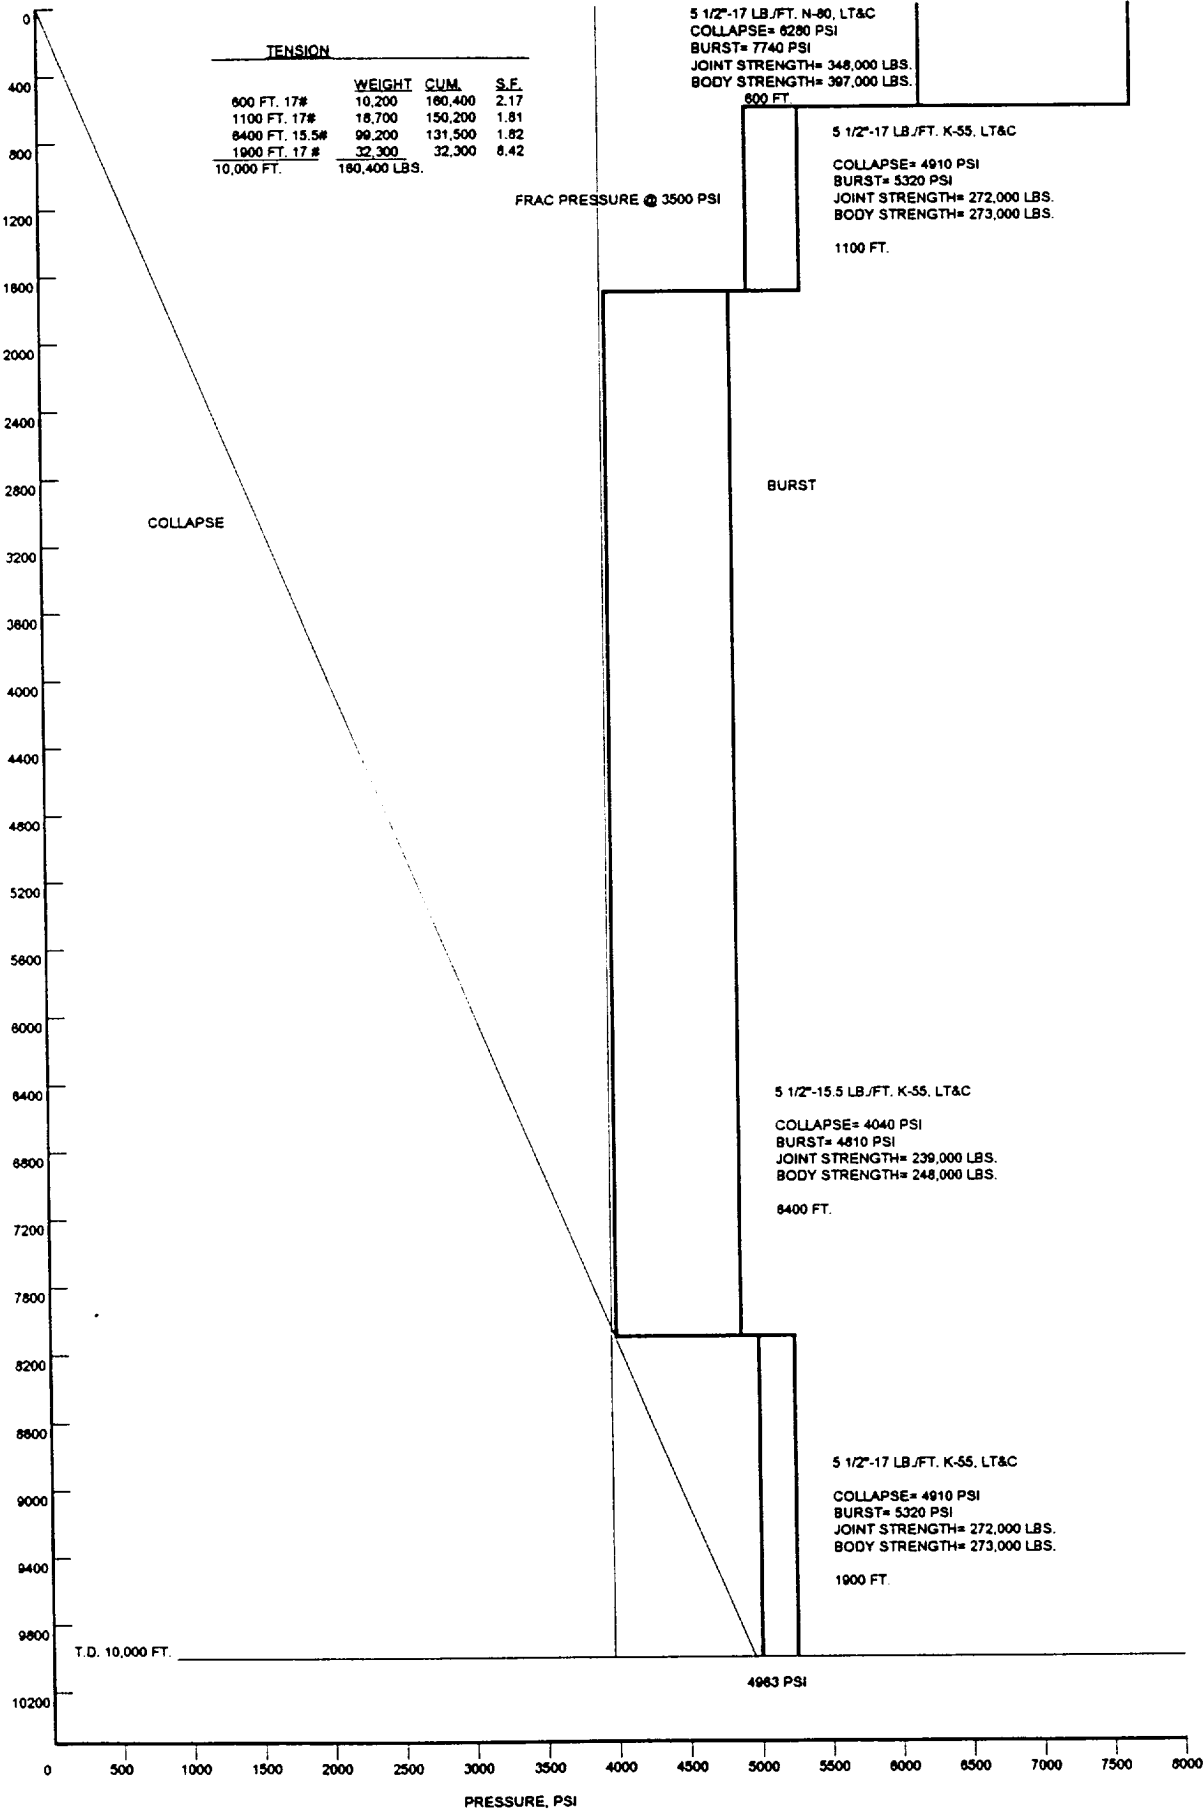 5 1/2"-17 LB./FT. N-80, LT&C
COLLAPSE= 6280 PSI
BURST= 7740 PSI
JOINT STRENGTH= 348,000 LBS.
BODY STRENGTH= 397,000 LBS.
600 FT.
TENSION
WEIGHT CUM. S.F.
600 FT. 17# 10,200 160,400 2.17
1100 FT. 17# 18,700 150,200 1.81
6400 FT. 15.5# 99,200 131,500 1.82
1900 FT. 17 # 32,300 32,300 8.42
10,000 FT. 160,400 LBS.
5 1/2"-17 LB./FT. K-55, LT&C
COLLAPSE= 4910 PSI
BURST= 5320 PSI
JOINT STRENGTH= 272,000 LBS.
BODY STRENGTH= 273,000 LBS.
1100 FT.
FRAC PRESSURE @ 3500 PSI
BURST
COLLAPSE
5 1/2"-15.5 LB./FT. K-55, LT&C
COLLAPSE= 4040 PSI
BURST= 4810 PSI
JOINT STRENGTH= 239,000 LBS.
BODY STRENGTH= 248,000 LBS.
6400 FT.
5 1/2"-17 LB./FT. K-55, LT&C
COLLAPSE= 4910 PSI
BURST= 5320 PSI
JOINT STRENGTH= 272,000 LBS.
BODY STRENGTH= 273,000 LBS.
1900 FT.
T.D. 10,000 FT.
4963 PSI
0
400
800
1200
1600
2000
2400
2800
3200
3600
4000
4400
4800
5200
5600
6000
6400
6800
7200
7800
8200
8600
9000
9400
9800
10200
0 500 1000 1500 2000 2500 3000 3500 4000 4500 5000 5500 6000 6500 7000 7500 8000
PRESSURE, PSI